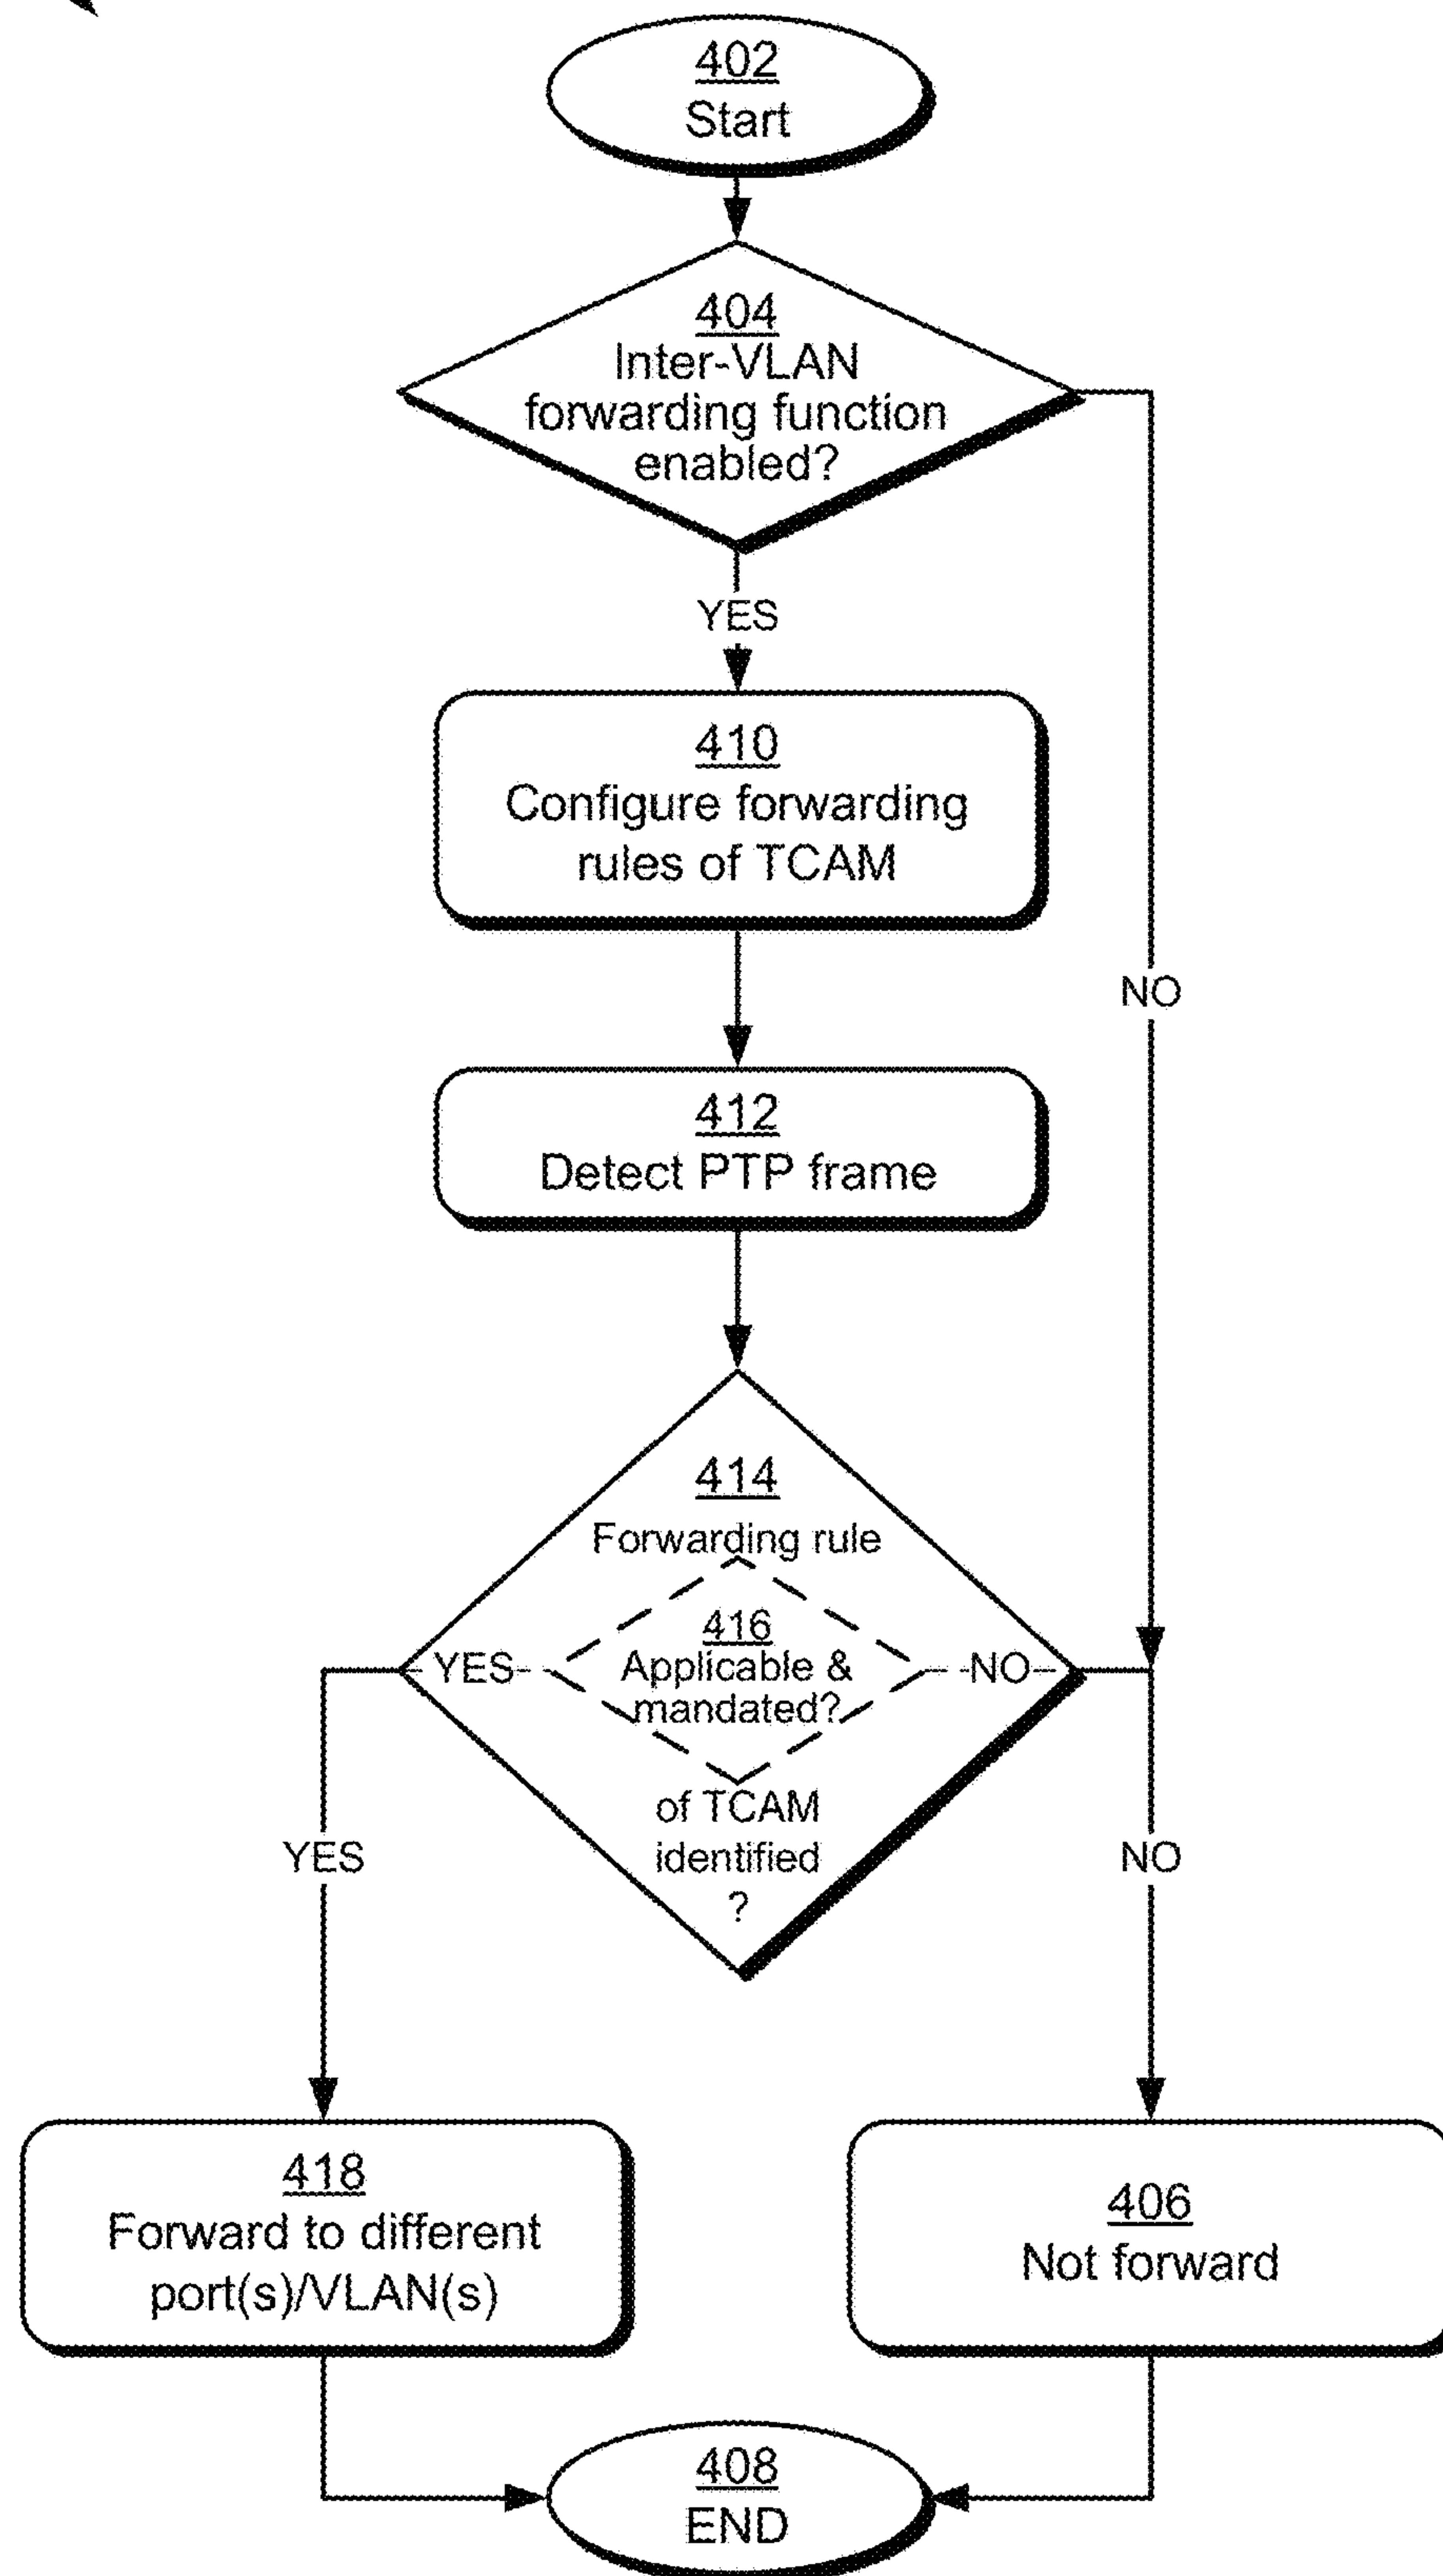 402
Start
404
Inter-VLAN
forwarding function
enabled?
YES
410
Configure forwarding
rules of TCAM
NO
412
Detect PTP frame
414
Forwarding rule
416
YES Applicable & NO
mandated?
of TCAM
identified
?
YES
NO
418
Forward to different
port(s)/VLAN(s)
406
Not forward
408
END